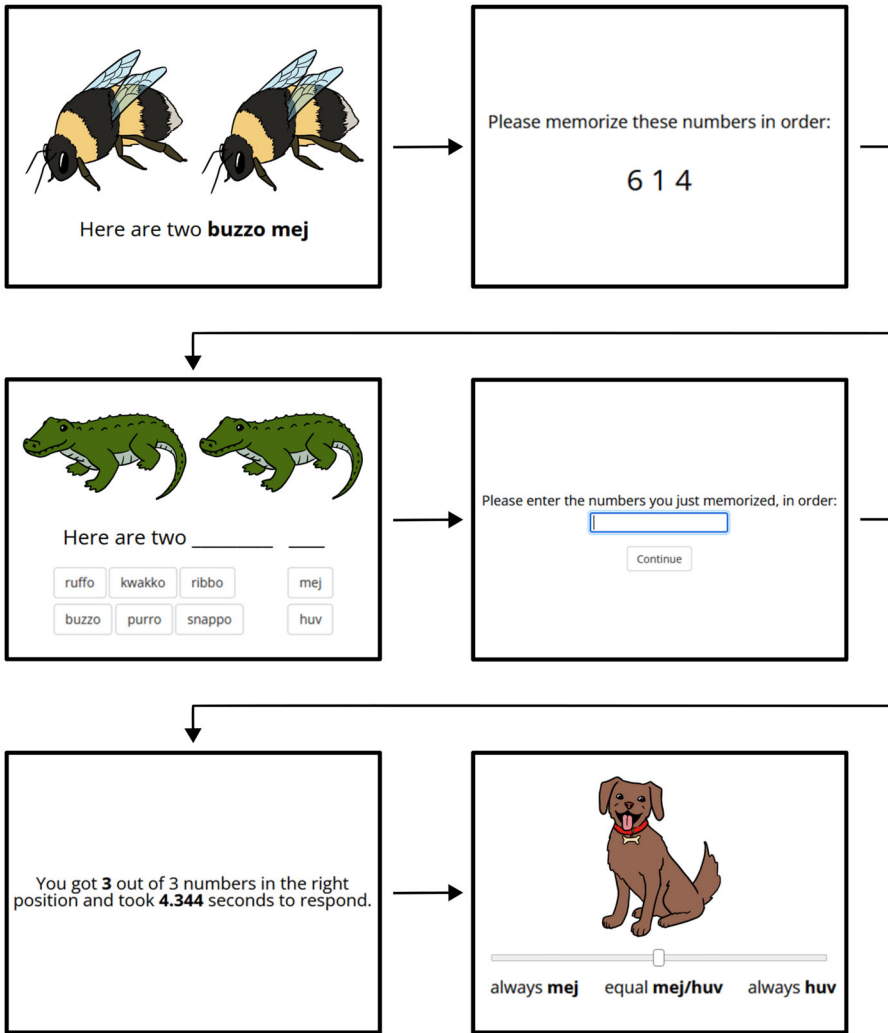 Here are two buzzo mej
Please memorize these numbers in order:
6 1 4
Here are two ________ ____
ruffo kwakko ribbo mej
buzzo purro snappo huv
Please enter the numbers you just memorized, in order:
Continue
You got 3 out of 3 numbers in the right
position and took 4.344 seconds to respond.
always mej equal mej/huv always huv